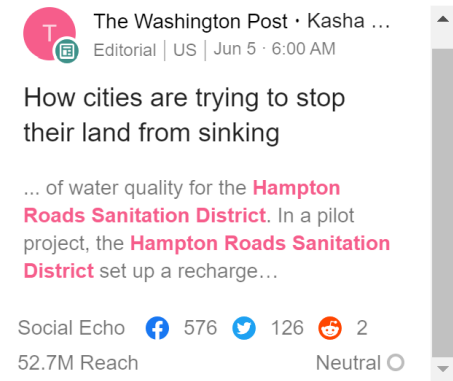 T
The Washington Post · Kasha ...
Editorial | US | Jun 5 · 6:00 AM
How cities are trying to stop
their land from sinking
... of water quality for the Hampton
Roads Sanitation District. In a pilot
project, the Hampton Roads Sanitation
District set up a recharge…
Social Echo 576 126 2
52.7M Reach Neutral